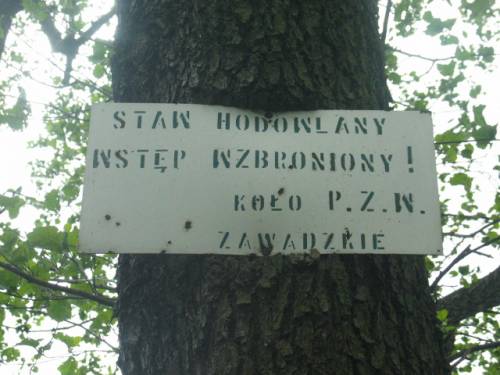 STAW HODOWLANY
WSTĘP WZBRONIONY!
KOŁO P.Z.W.
ZAWADZKIE